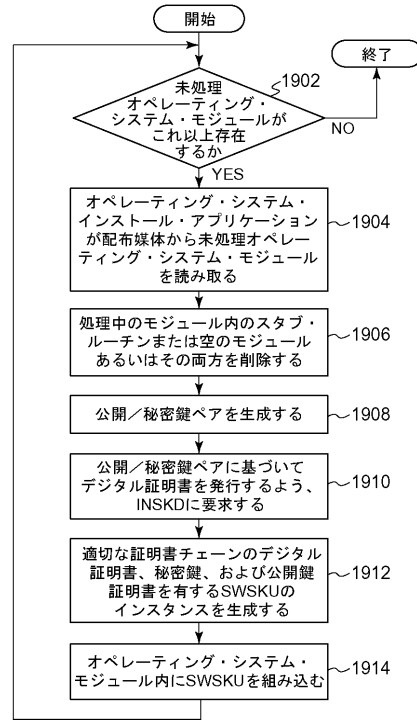 開始
終了
1902
未処理
オペレーティング・
システム・モジュールが
これ以上存在
するか
NO
YES
オペレーティング・システム・
インストール・アプリケーション
が配布媒体から未処理オペレー
ティング・システム・モジュール
を読み取る
1904
処理中のモジュール内のスタブ・
ルーチンまたは空のモジュール
あるいはその両方を削除する
1906
公開／秘密鍵ペアを生成する
1908
公開／秘密鍵ペアに基づいて
デジタル証明書を発行するよう、
INSKDに要求する
1910
適切な証明書チェーンのデジタル
証明書、秘密鍵、および公開鍵
証明書を有するSWSKUの
インスタンスを生成する
1912
オペレーティング・システム・
モジュール内にSWSKUを組み込む
1914